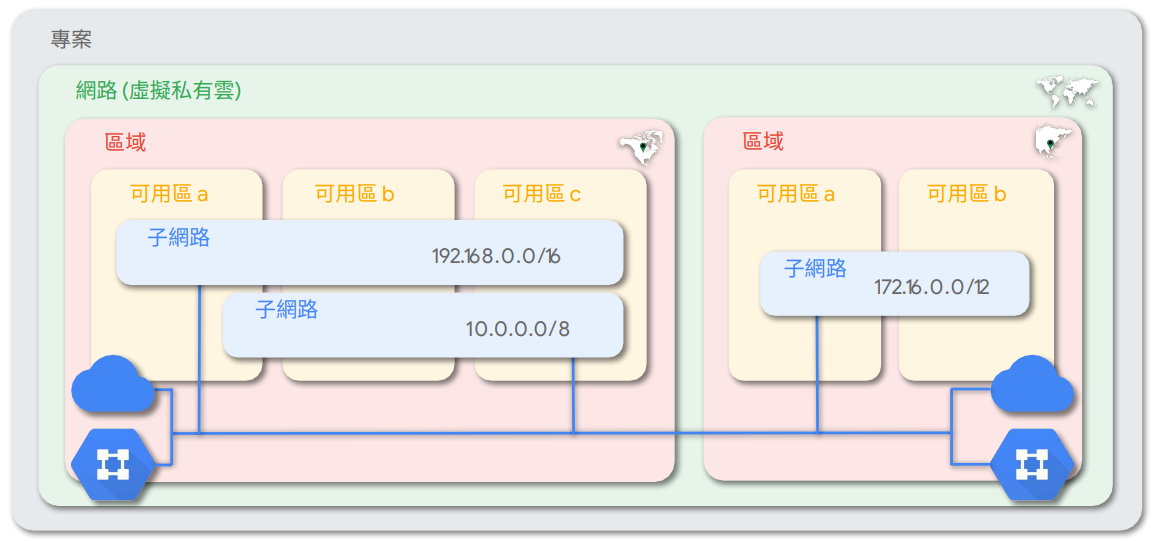 專案
網路 (虛擬私有雲)
區域
可用區 a
可用區 b
可用區 c
子網路
192.168.0.0/16
子網路
10.0.0.0/8
區域
可用區 a
可用區 b
子網路
172.16.0.0/12